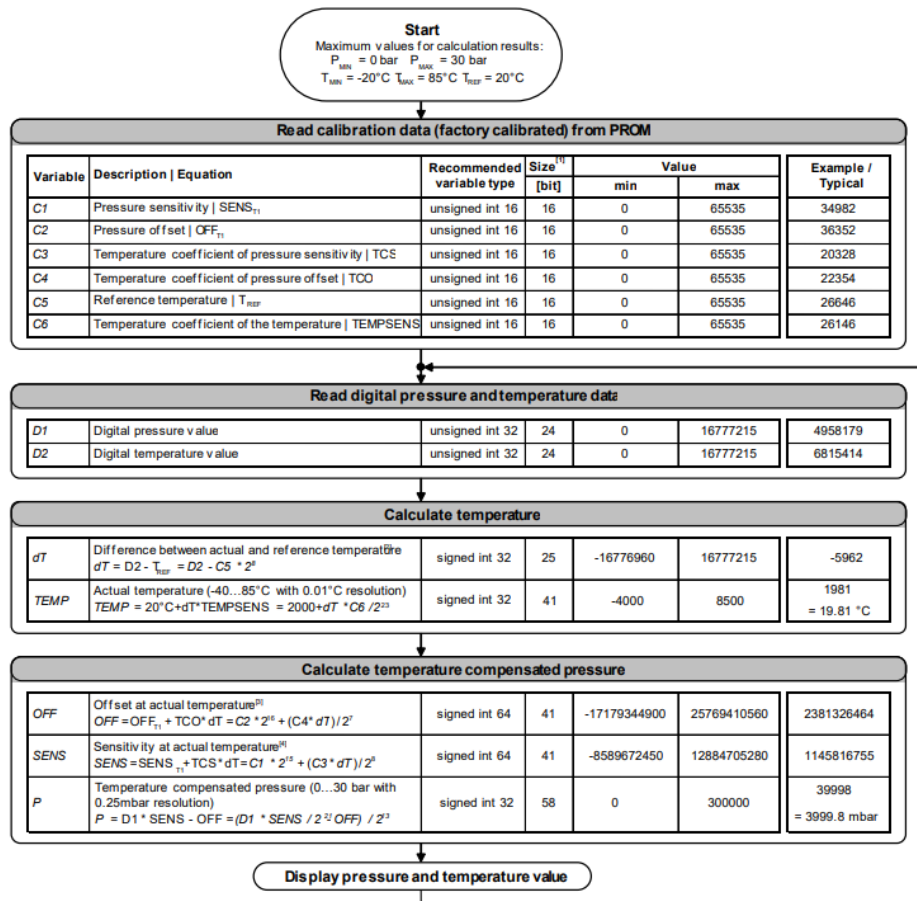 Start
Maximum values for calculation results:
P_MIN = 0 bar P_MAX = 30 bar
T_MIN = -20°C T_MAX = 85°C T_REF = 20°C
Read calibration data (factory calibrated) from PROM
Variable Description | Equation Recommended variable type Size[1] [bit] Value min max Example / Typical
C1 Pressure sensitivity | SENS_T1 unsigned int 16 16 0 65535 34982
C2 Pressure offset | OFF_T1 unsigned int 16 16 0 65535 36352
C3 Temperature coefficient of pressure sensitivity | TCS unsigned int 16 16 0 65535 20328
C4 Temperature coefficient of pressure offset | TCO unsigned int 16 16 0 65535 22354
C5 Reference temperature | T_REF unsigned int 16 16 0 65535 26646
C6 Temperature coefficient of the temperature | TEMPSENS unsigned int 16 16 0 65535 26146
Read digital pressure and temperature data
D1 Digital pressure value unsigned int 32 24 0 16777215 4958179
D2 Digital temperature value unsigned int 32 24 0 16777215 6815414
Calculate temperature
dT Difference between actual and reference temperature signed int 32 25 -16776960 16777215 -5962
dT = D2 - T_REF = D2 - C5 * 2^8
TEMP Actual temperature (-40…85°C with 0.01°C resolution) signed int 32 41 -4000 8500 1981
TEMP = 20°C+dT*TEMPSENS = 2000+dT*C6/2^23 = 19.81 °C
Calculate temperature compensated pressure
OFF Offset at actual temperature[3] signed int 64 41 -17179344900 25769410560 2381326464
OFF = OFF_T1 + TCO* dT = C2 * 2^16 + (C4* dT)/ 2^7
SENS Sensitivity at actual temperature[4] signed int 64 41 -8589672450 12884705280 1145816755
SENS = SENS_T1 + TCS* dT= C1 * 2^15 + (C3* dT)/ 2^8
P Temperature compensated pressure (0…30 bar with signed int 32 58 0 300000 39998
0.25mbar resolution) = 3999.8 mbar
P = D1 * SENS - OFF = (D1 * SENS / 2^21 OFF) / 2^13
Display pressure and temperature value